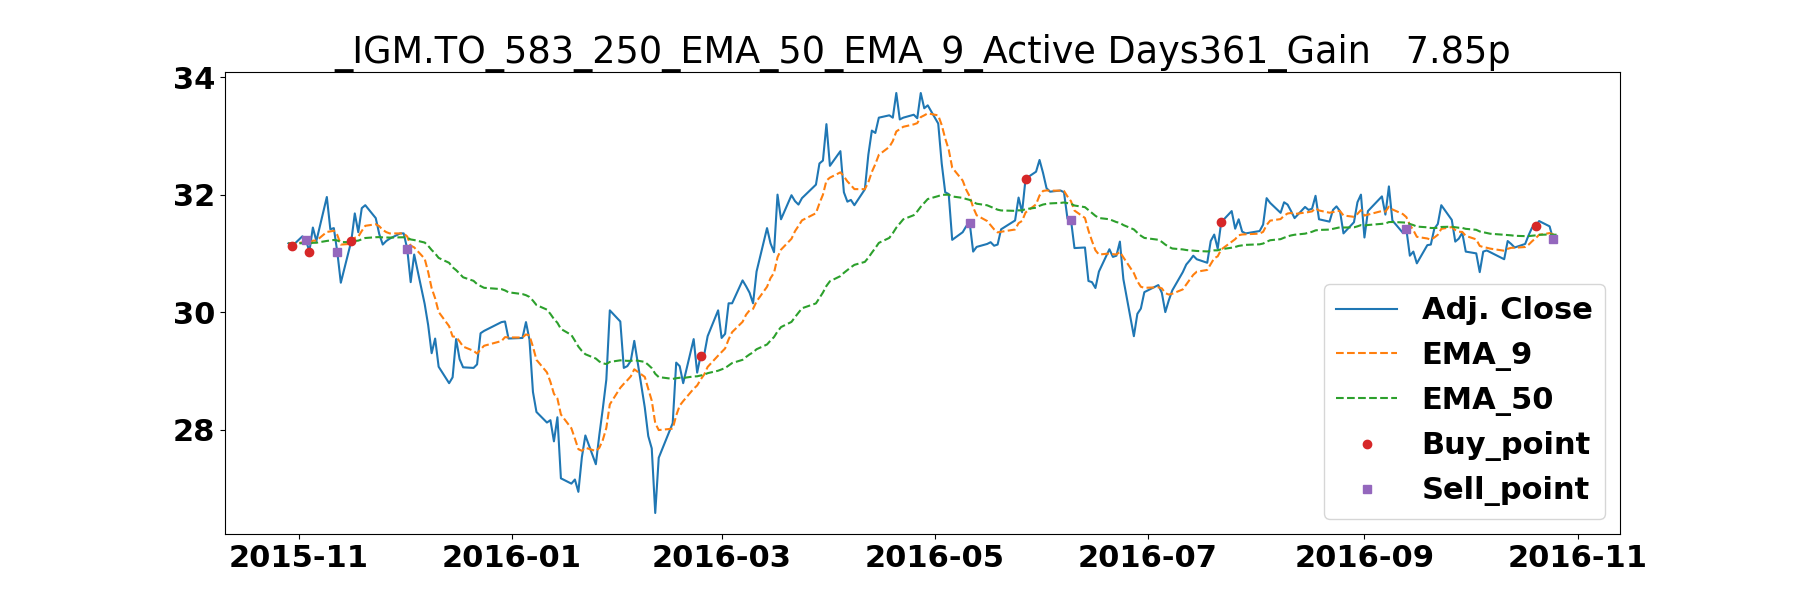 _IGM.TO_583_250_EMA_50_EMA_9_Active Days361_Gain   7.85p
34
32
30
28
2015-11 2016-01 2016-03 2016-05 2016-07 2016-09 2016-11
Adj. Close
EMA_9
EMA_50
Buy_point
Sell_point